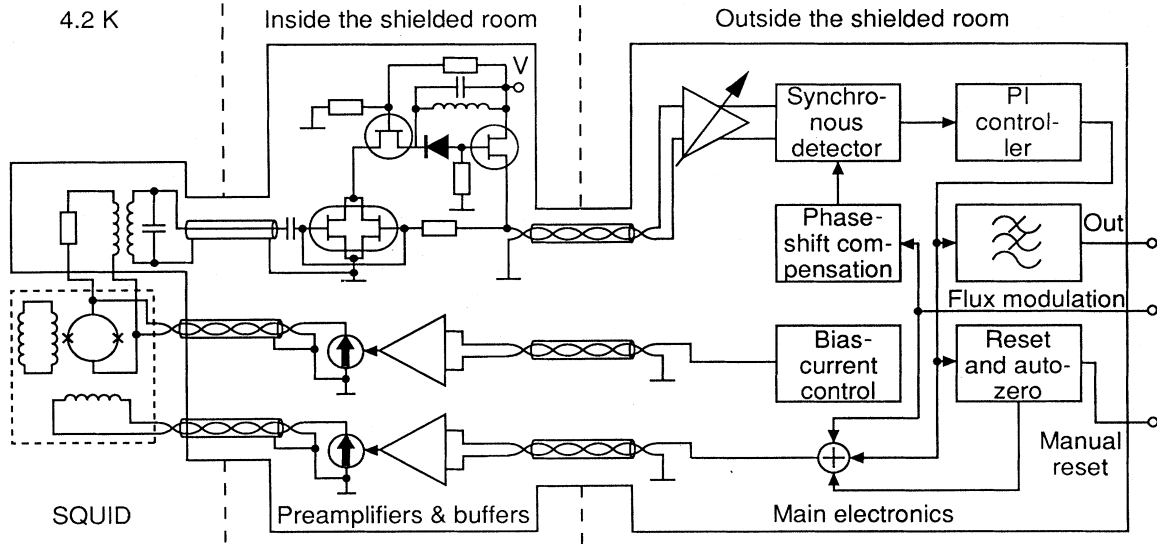 4.2 K
Inside the shielded room
Outside the shielded room
V
Synchro-
nous
detector
PI
control-
ler
Phase-
shift com-
pensation
Out
Flux modulation
Bias-
current
control
Reset
and auto-
zero
Manual
reset
SQUID
Preamplifiers & buffers
Main electronics